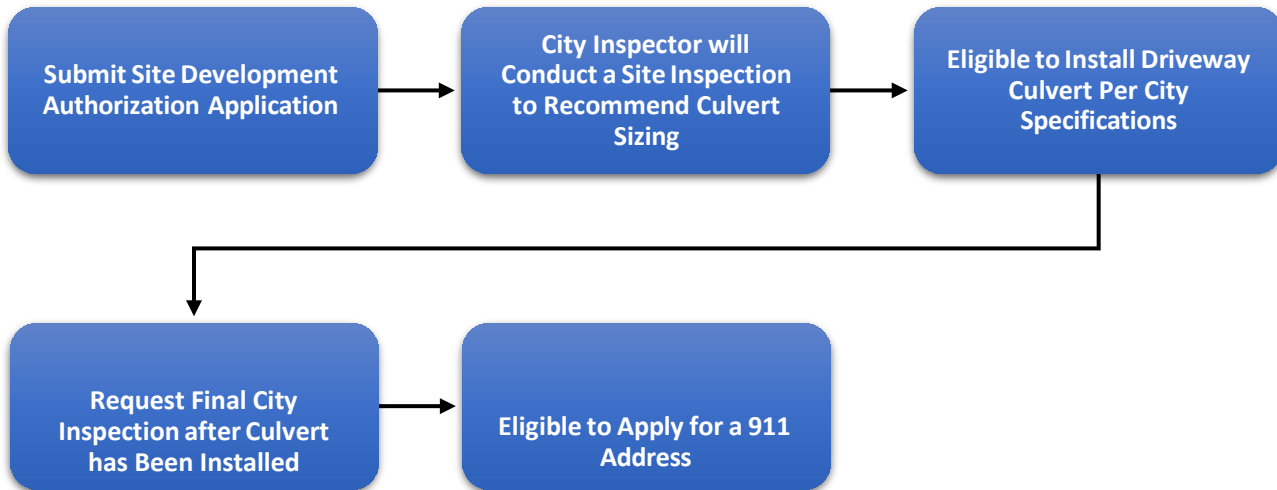 Submit Site Development
Authorization Application
City Inspector will
Conduct a Site Inspection
to Recommend Culvert
Sizing
Eligible to Install Driveway
Culvert Per City
Specifications
Request Final City
Inspection after Culvert
has Been Installed
Eligible to Apply for a 911
Address